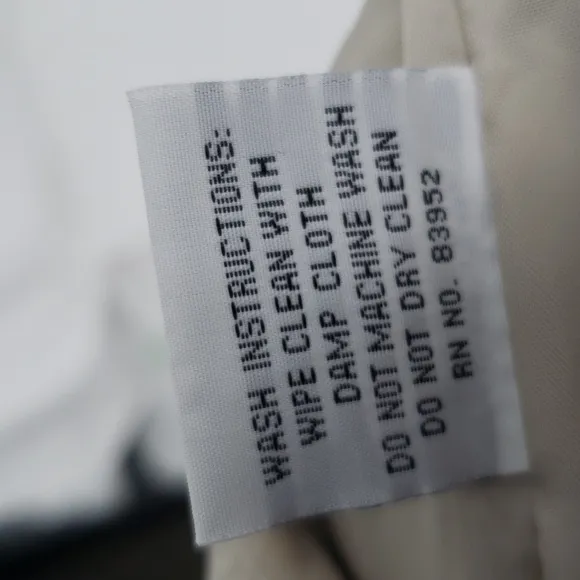 WASH INSTRUCTIONS:
WIPE CLEAN WITH
DAMP CLOTH
DO NOT MACHINE WASH
DO NOT DRY CLEAN
RN NO. 83952